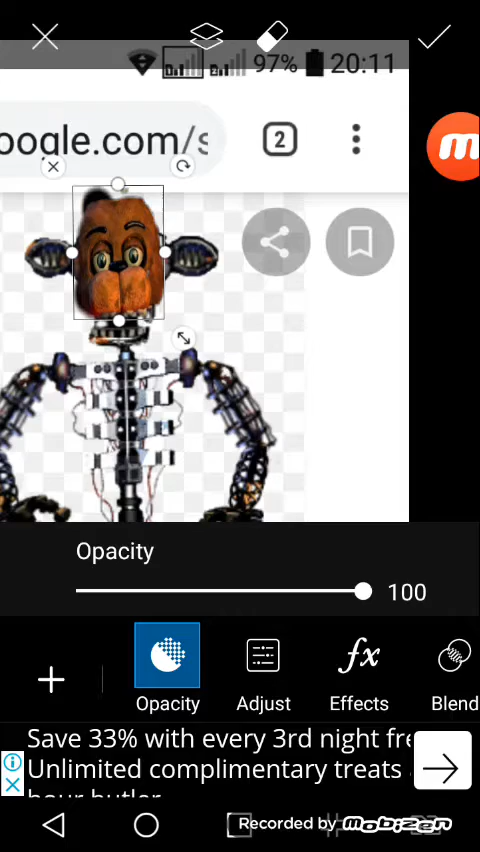 97% 20:11
oogle.com/s
2
Opacity
100
Opacity
Adjust
fx
Effects
Blend
Save 33% with every 3rd night fre
Unlimited complimentary treats
hour butler
Recorded by mobizen